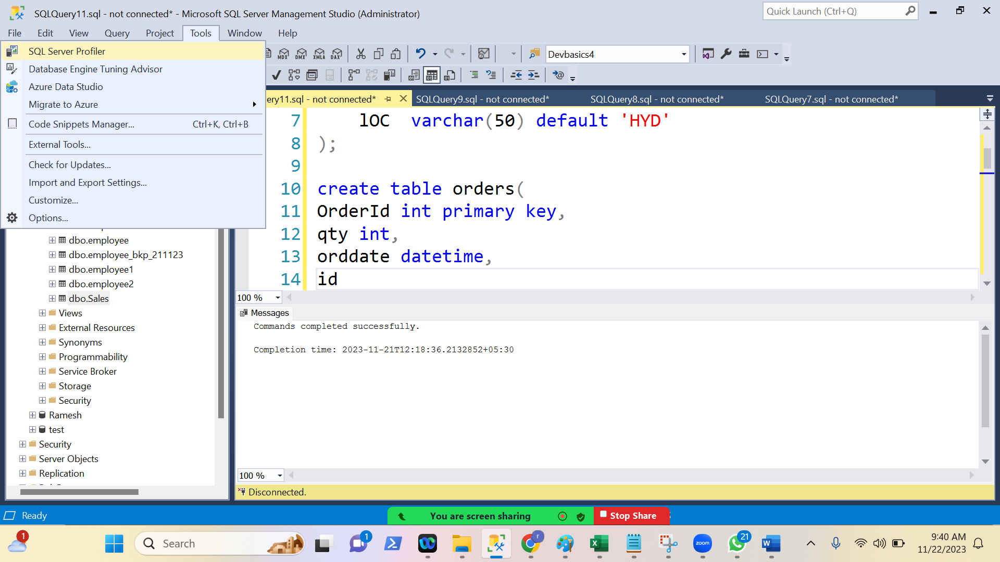 SQLQuery11.sql - not connected* - Microsoft SQL Server Management Studio (Administrator)
Quick Launch (Ctrl+Q)
File Edit View Query Project Tools Window Help
SQL Server Profiler
Database Engine Tuning Advisor
Azure Data Studio
Migrate to Azure
Code Snippets Manager... Ctrl+K, Ctrl+B
External Tools...
Check for Updates...
Import and Export Settings...
Customize...
Options...
MDX DMX XMLA DAX
Devbasics4
ery11.sql - not connected* SQLQuery9.sql - not connected* SQLQuery8.sql - not connected* SQLQuery7.sql - not connected*
7 lOC varchar(50) default 'HYD'
8 );
9
10 create table orders(
11 OrderId int primary key,
12 qty int,
13 orddate datetime,
14 id
100 %
Messages
Commands completed successfully.
Completion time: 2023-11-21T12:18:36.2132852+05:30
100 %
Disconnected.
dbo.employee
dbo.employee_bkp_211123
dbo.employee1
dbo.employee2
dbo.Sales
Views
External Resources
Synonyms
Programmability
Service Broker
Storage
Security
Ramesh
test
Security
Server Objects
Replication
Ready
You are screen sharing
Stop Share
1
Search
1
r
zoom
21
9:40 AM
11/22/2023